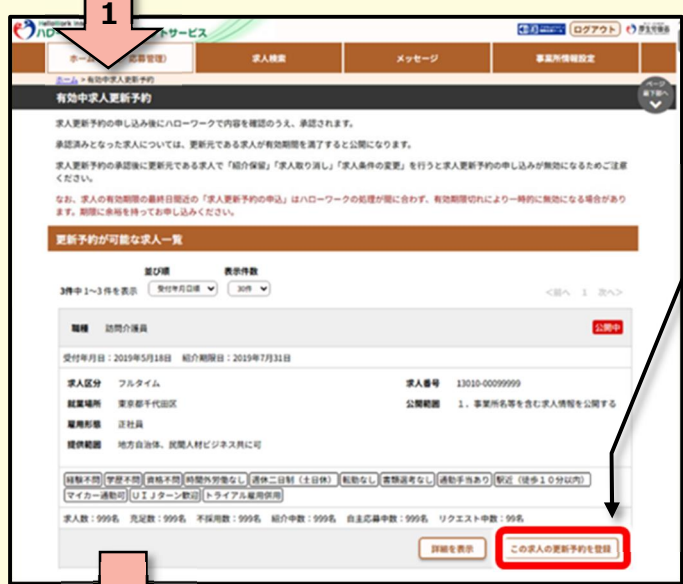 1
ログアウト
ホーム
応募管理）
求人検索
メッセージ
事業所情報設定
ホーム > 有効中求人更新予約
有効中求人更新予約
ページ
最下部へ
求人更新予約の申し込み後にハローワークで内容を確認のうえ、承認されます。
承認済みとなった求人については、更新元である求人が有効期間を満了すると公開になります。
求人更新予約の承認後に更新元である求人で「紹介保留」「求人取り消し」「求人条件の変更」を行うと求人更新予約の申し込みが無効になるためご注意
ください。
なお、求人の有効期間の最終日間近の「求人更新予約の申込」はハローワークの処理が間に合わず、有効期限切れにより一時的に無効になる場合があり
ます。期限に余裕を持ってお申し込みください。
更新予約が可能な求人一覧
並び順 表示件数
3件中 1～3 件を表示 受付年月日順 30件
<前へ 1 次へ>
職種 訪問介護員
公開中
受付年月日：2019年5月18日 紹介期限日：2019年7月31日
求人区分 フルタイム 求人番号 13010-00099999
就業場所 東京都千代田区 公開範囲 1．事業所名等を含む求人情報を公開する
雇用形態 正社員
提供範囲 地方自治体、民間人材ビジネス共に可
経験不問 学歴不問 資格不問 時間外労働なし 週休二日制（土日休） 転勤なし 書類選考なし 通勤手当あり 駅近（徒歩１０分以内）
マイカー通勤可 ＵＩＪターン歓迎 トライアル雇用併用
求人数：999名 充足数：999名 不採用数：999名 紹介中数：999名 自主応募中数：999名 リクエスト中数：99名
詳細を表示 この求人の更新予約を登録